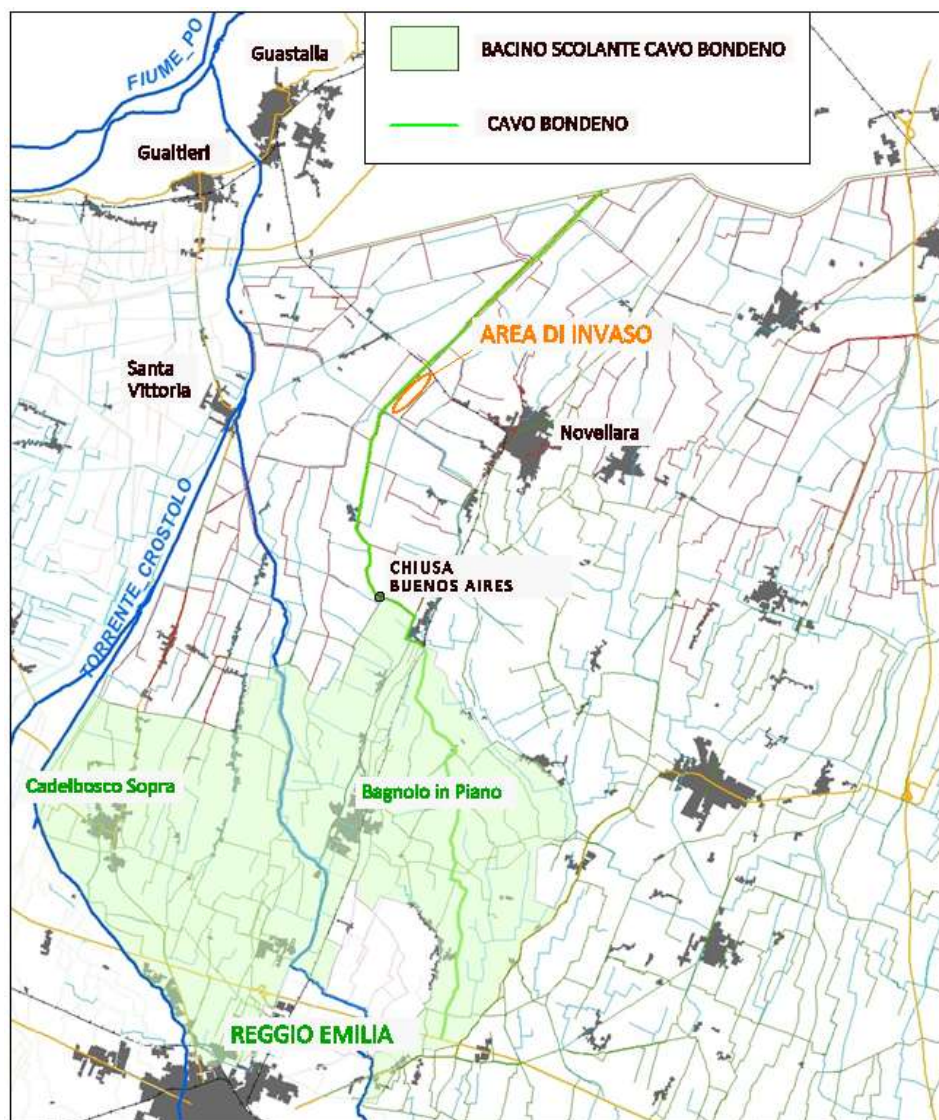 FIUME_PO
Guastalla
BACINO SCOLANTE CAVO BONDENO
CAVO BONDENO
Gualtieri
AREA DI INVASO
Santa
Vittoria
Novellara
TORRENTE_CROSTOLO
CHIUSA
BUENOS AIRES
Cadelbosco Sopra
Bagnolo in Piano
REGGIO EMILIA